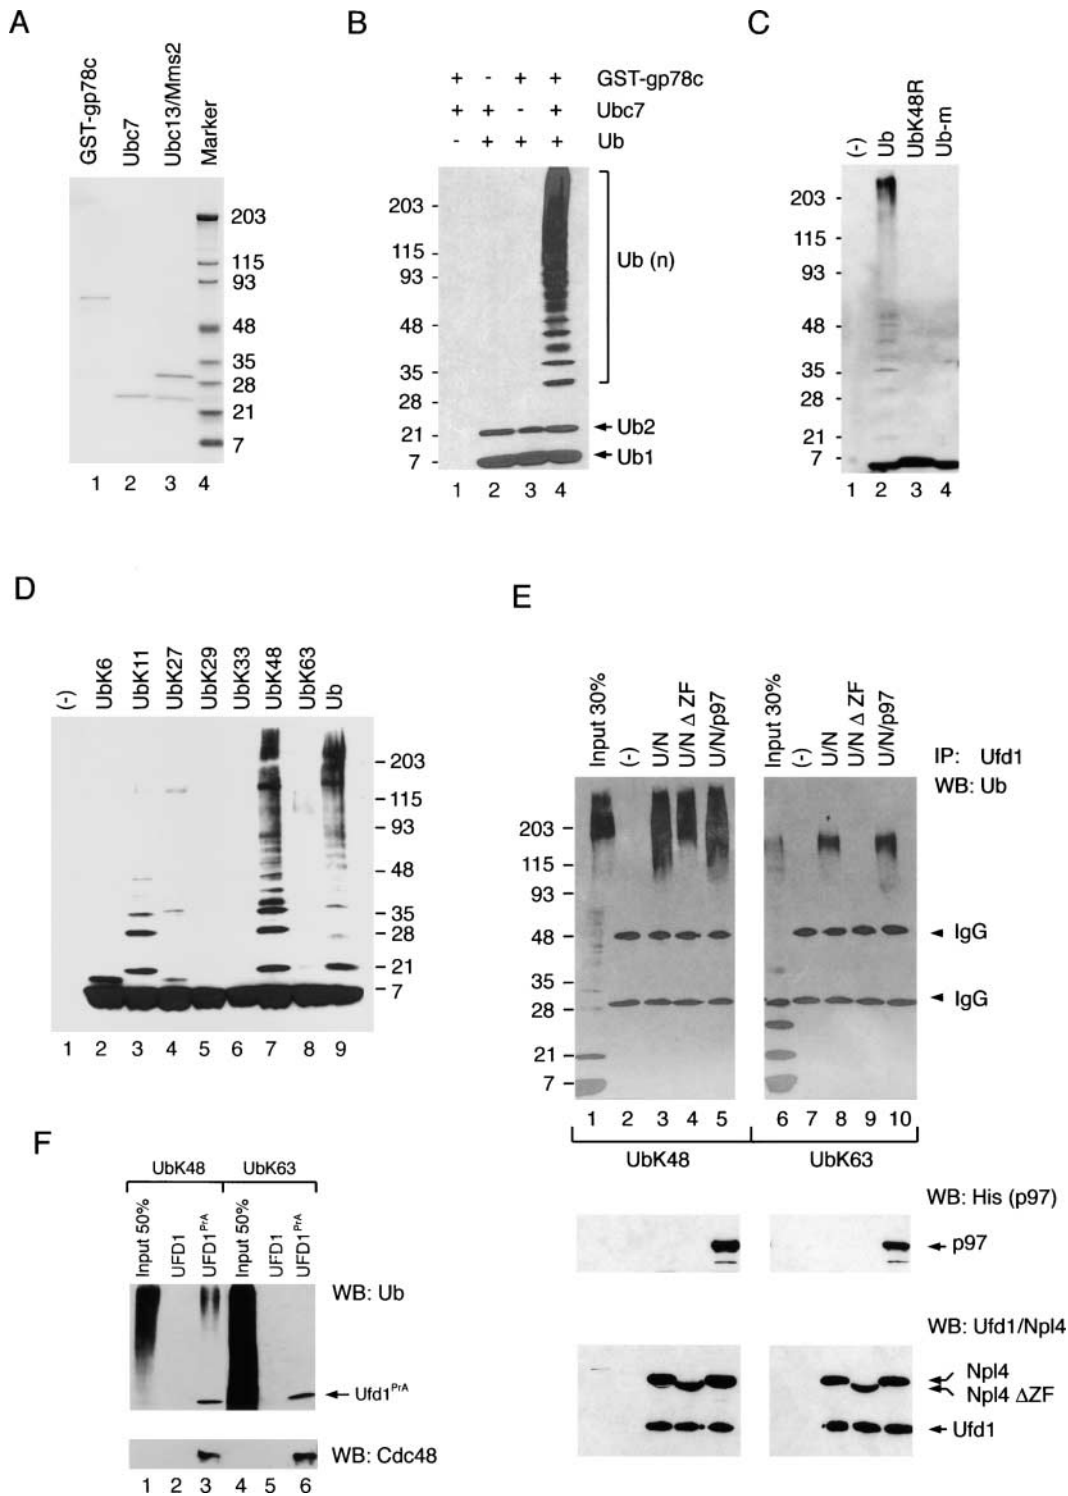 A
GST-gp78c
Ubc7
Ubc13/Mms2
Marker
203
115
93
48
35
28
21
7
1 2 3 4
B
+ - + + GST-gp78c
+ + - + Ubc7
- + + + Ub
203
115
93
48
35
28
21
7
Ub (n)
Ub2
Ub1
1 2 3 4
C
(-)
Ub
UbK48R
Ub-m
203
115
93
48
35
28
21
7
1 2 3 4
D
(-)
UbK6
UbK11
UbK27
UbK29
UbK33
UbK48
UbK63
Ub
203
115
93
48
35
28
21
7
1 2 3 4 5 6 7 8 9
E
Input 30%
(-)
U/N
U/N Δ ZF
U/N/p97
Input 30%
(-)
U/N
U/N Δ ZF
U/N/p97
IP: Ufd1
WB: Ub
203
115
93
48
35
28
21
7
IgG
IgG
1 2 3 4 5 6 7 8 9 10
UbK48 UbK63
WB: His (p97)
p97
WB: Ufd1/Npl4
Npl4
Npl4 ΔZF
Ufd1
F
UbK48 UbK63
Input 50%
UFD1
UFD1PrA
Input 50%
UFD1
UFD1PrA
WB: Ub
Ufd1PrA
WB: Cdc48
1 2 3 4 5 6